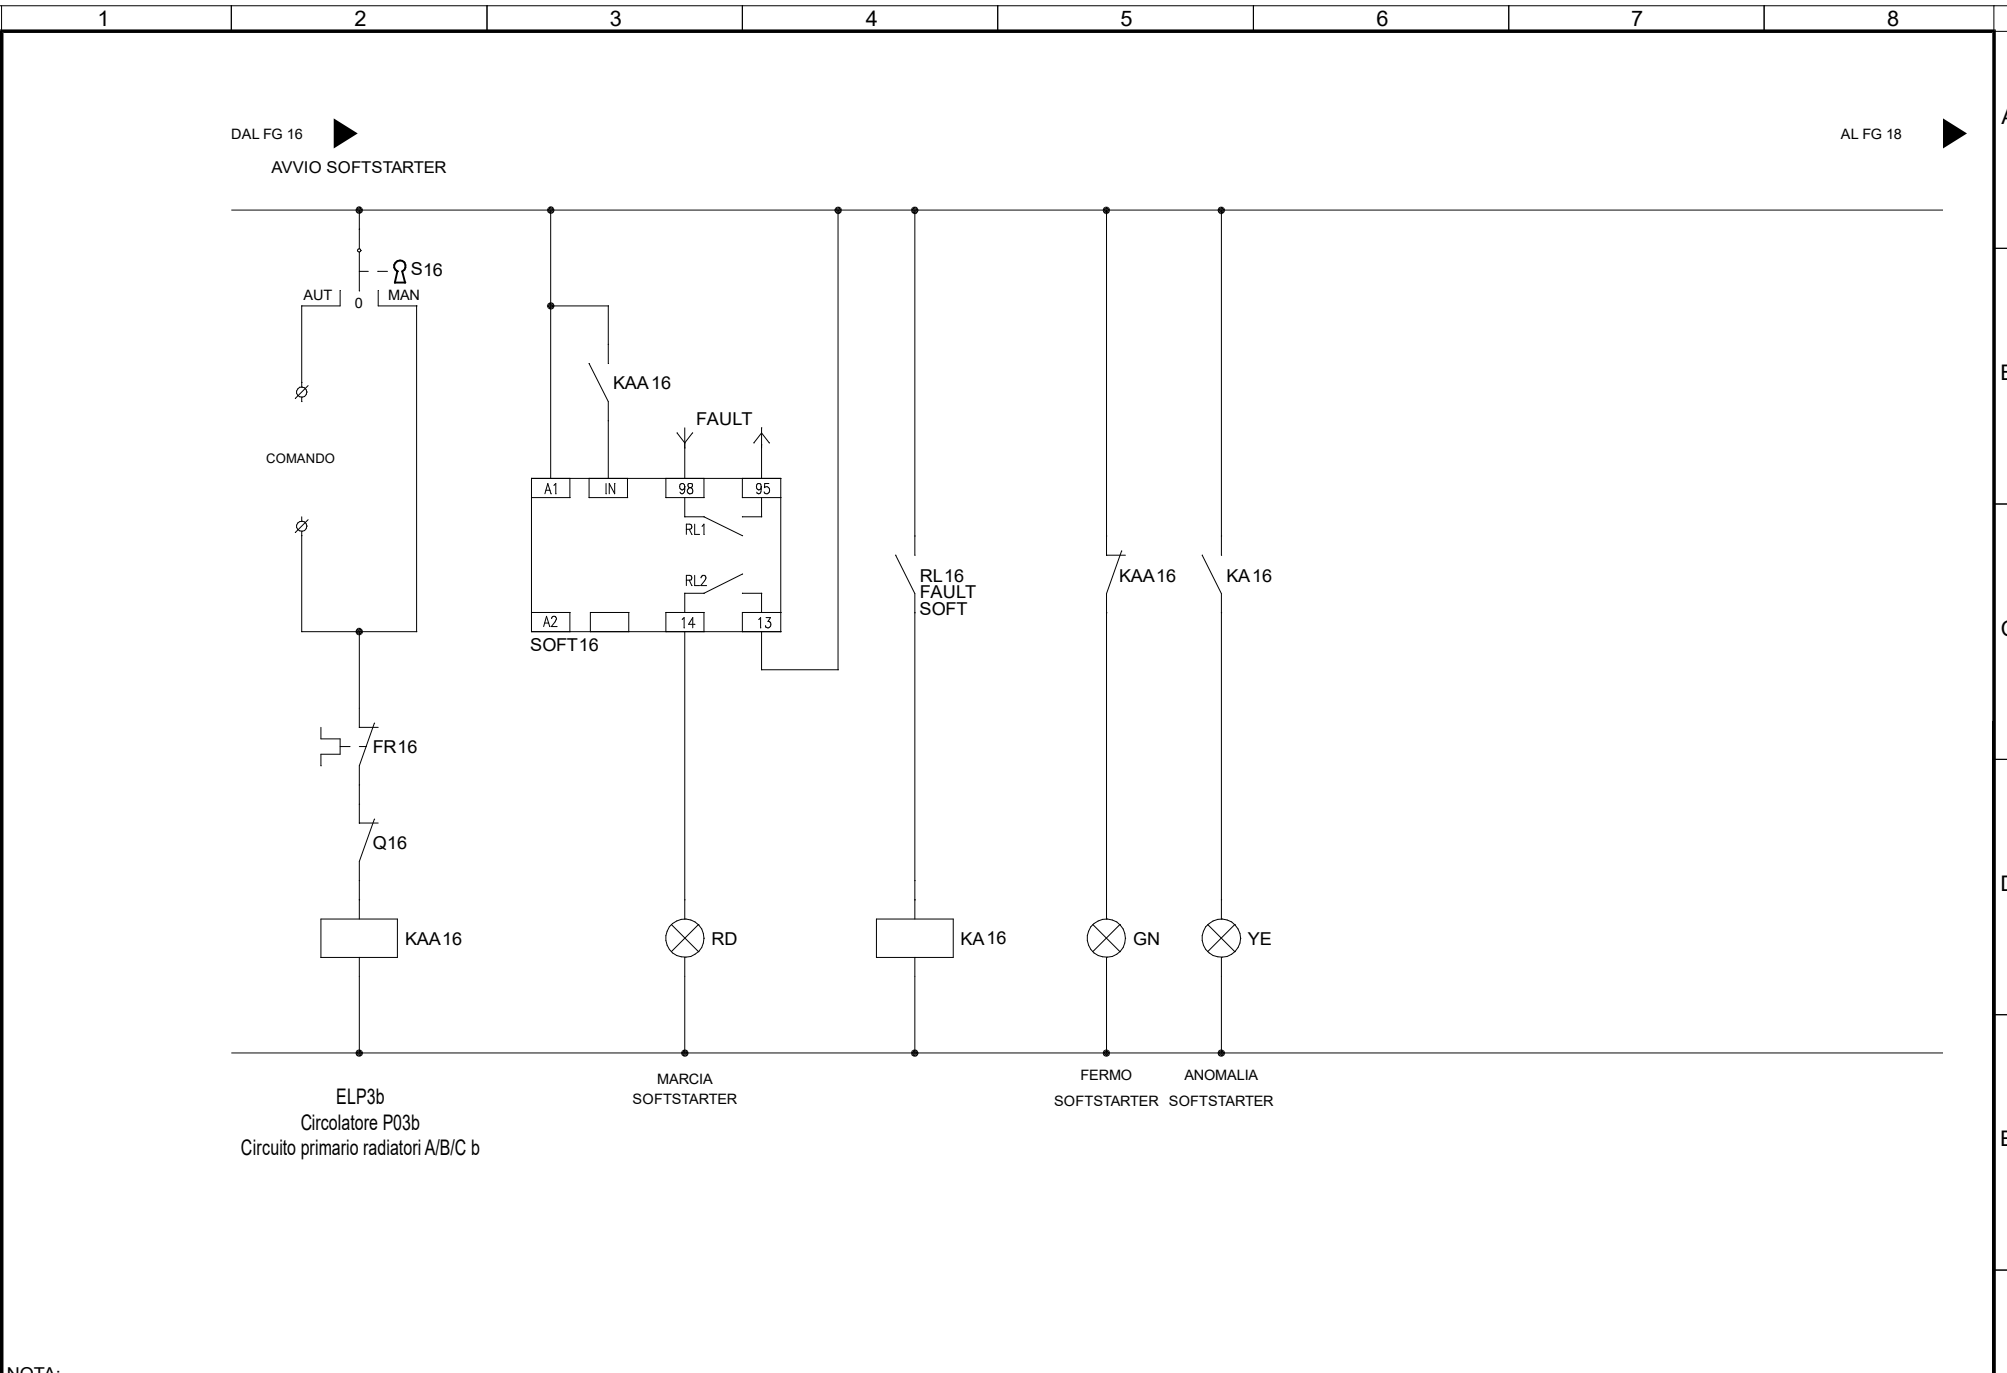 1 2 3 4 5 6 7 8
DAL FG 16
AL FG 18
AVVIO SOFTSTARTER
S16
AUT 0 MAN
KAA16
FAULT
COMANDO
A1 IN 98 95
RL1
RL2
A2 14 13
SOFT16
RL16
FAULT
SOFT
KAA16
KA16
FR16
Q16
KAA16
RD
KA16
GN
YE
MARCIA
SOFTSTARTER
FERMO
SOFTSTARTER
ANOMALIA
SOFTSTARTER
ELP3b
Circolatore P03b
Circuito primario radiatori A/B/C b
NOTA: